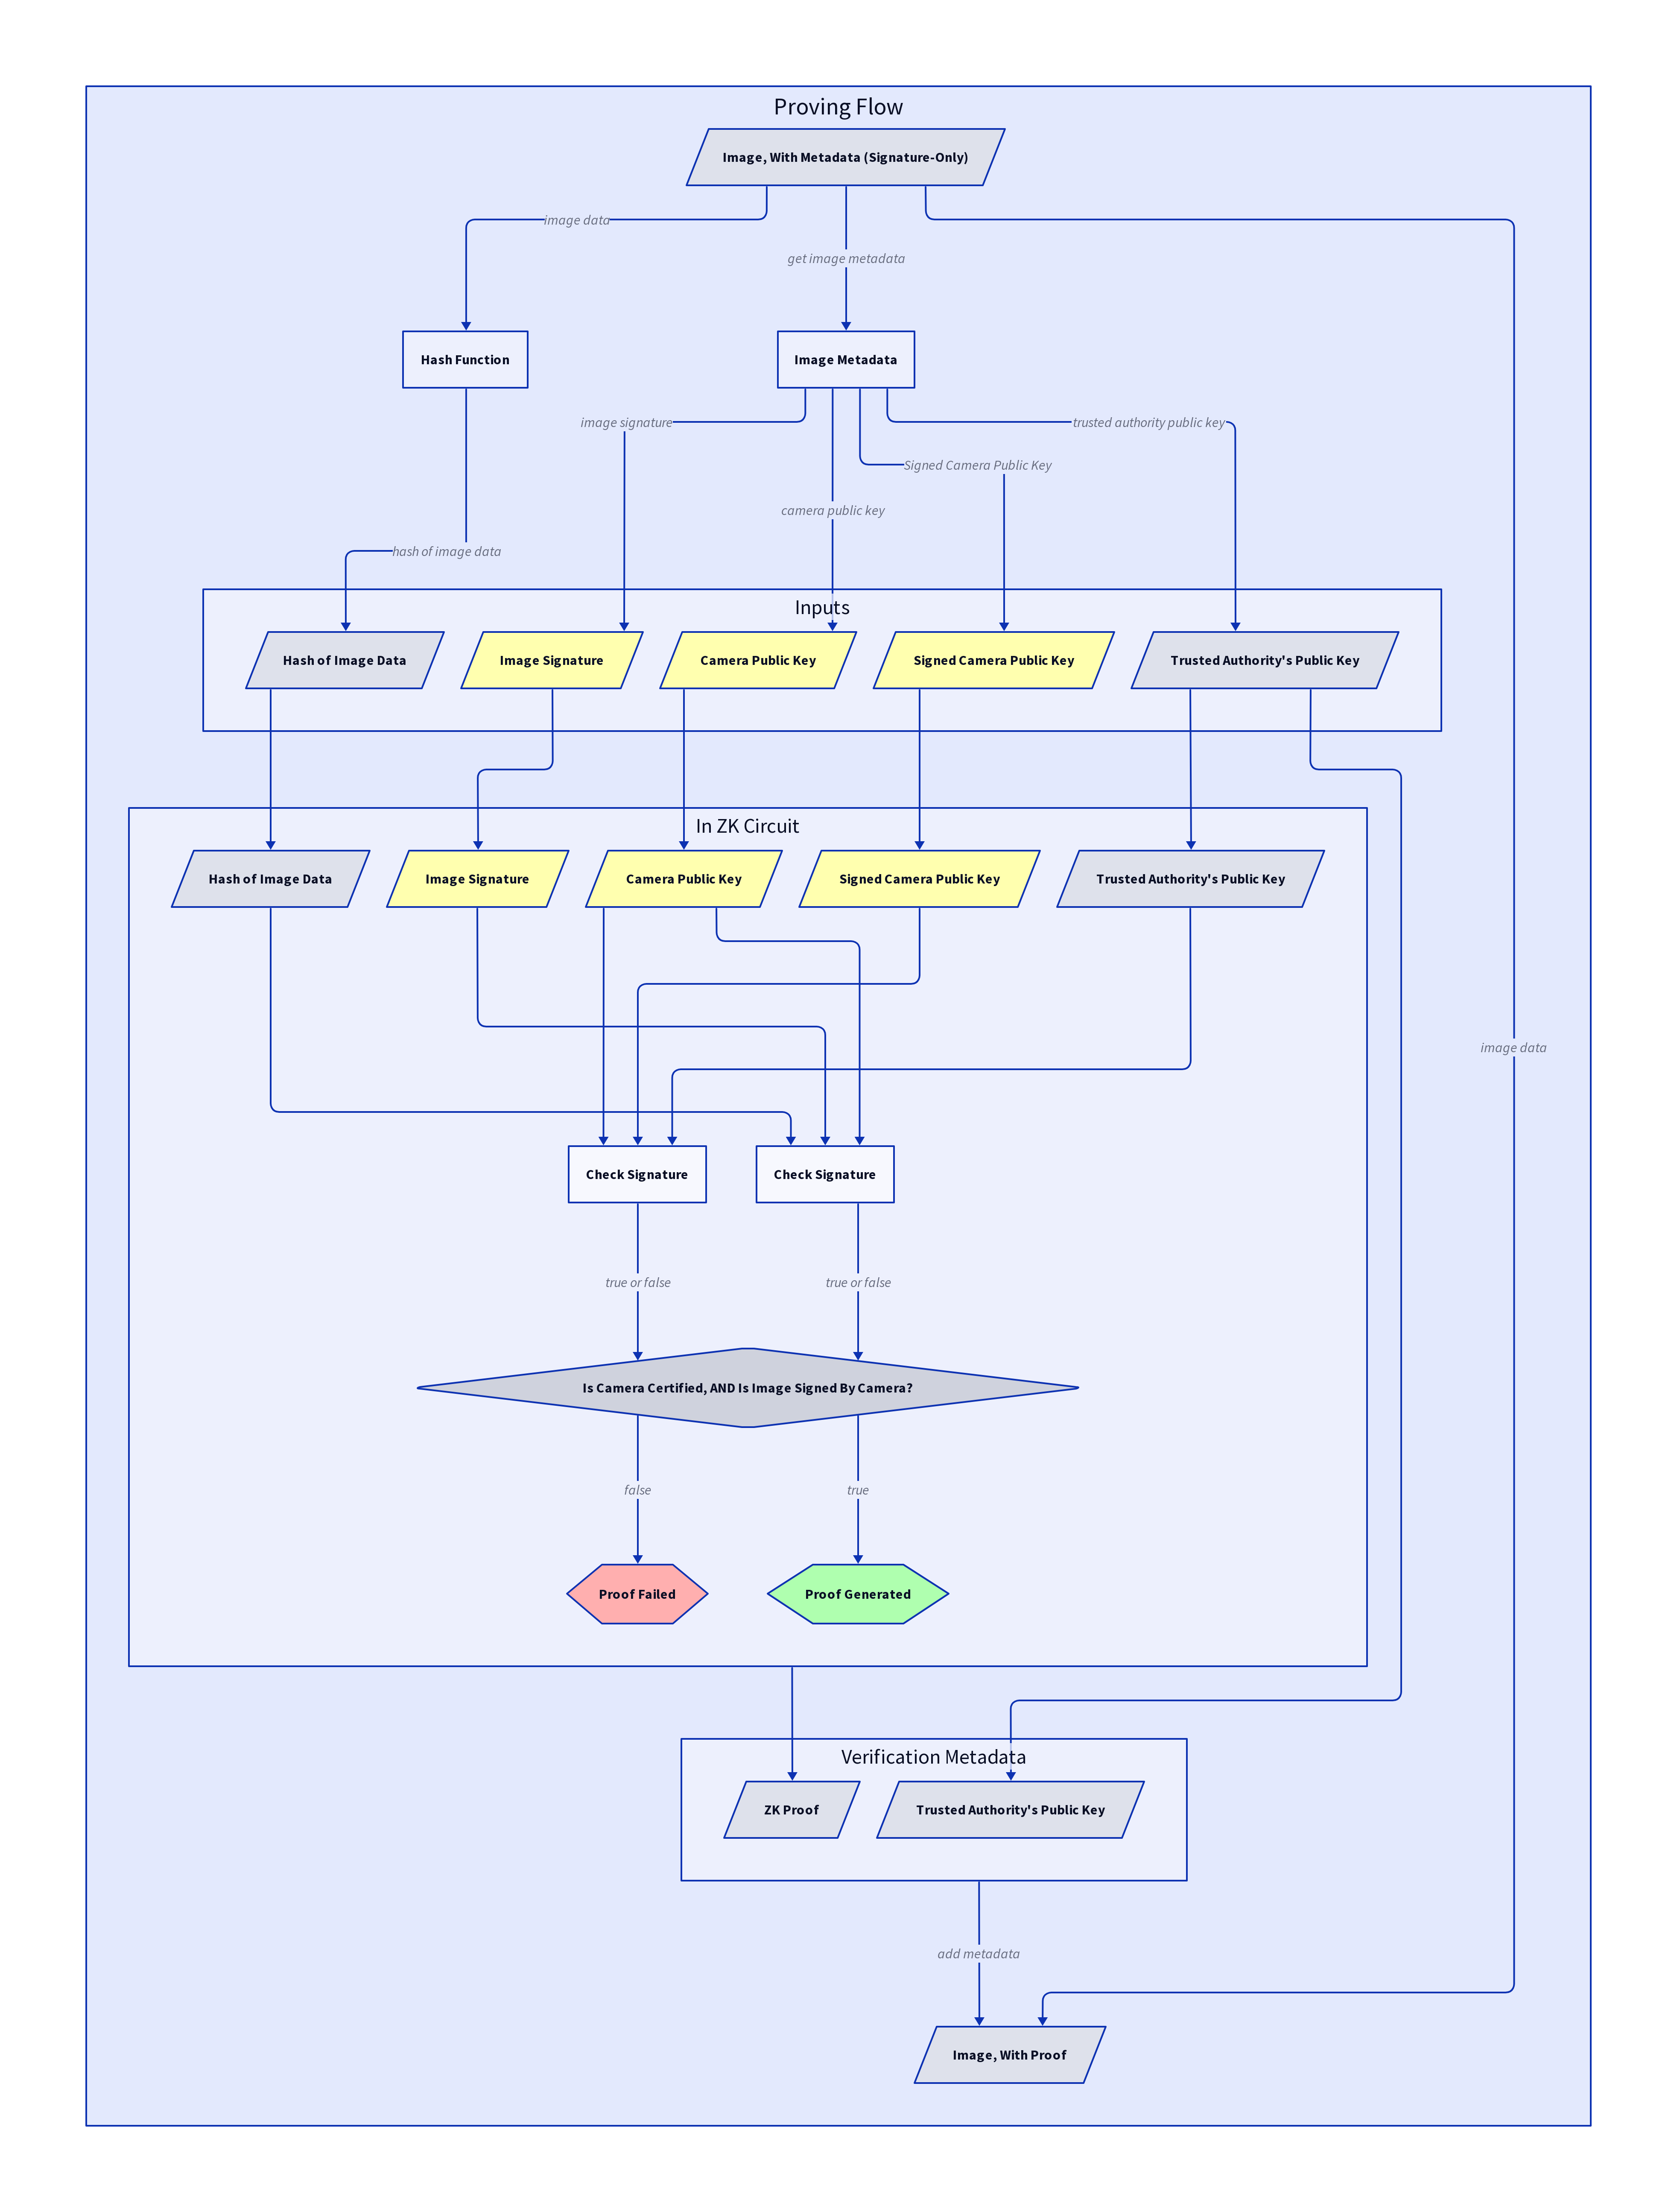 Proving Flow
Image, With Metadata (Signature-Only)
image data
get image metadata
Hash Function
Image Metadata
image signature
trusted authority public key
Signed Camera Public Key
camera public key
hash of image data
Inputs
Hash of Image Data
Image Signature
Camera Public Key
Signed Camera Public Key
Trusted Authority's Public Key
In ZK Circuit
Hash of Image Data
Image Signature
Camera Public Key
Signed Camera Public Key
Trusted Authority's Public Key
image data
Check Signature
Check Signature
true or false
true or false
Is Camera Certified, AND Is Image Signed By Camera?
false
true
Proof Failed
Proof Generated
Verification Metadata
ZK Proof
Trusted Authority's Public Key
add metadata
Image, With Proof